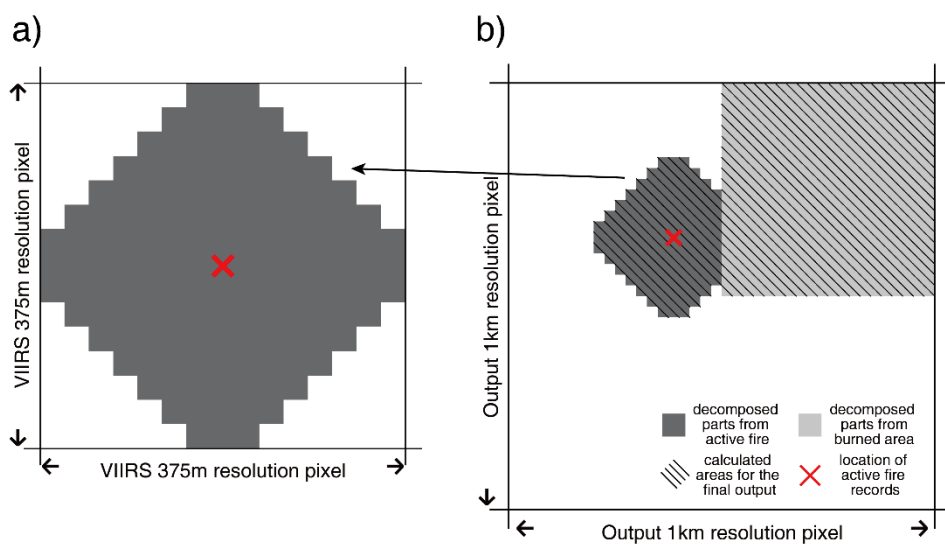 a)
VIIRS 375m resolution pixel
VIIRS 375m resolution pixel
b)
Output 1km resolution pixel
decomposed
parts from
active fire
decomposed
parts from
burned area
calculated
areas for the
final output
location of
active fire
records
Output 1km resolution pixel